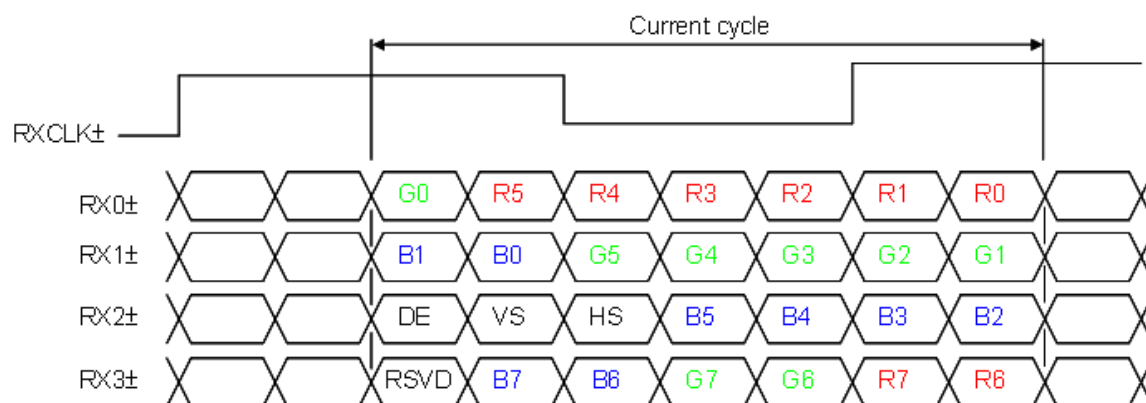 Current cycle
RXCLK±
RX0± G0 R5 R4 R3 R2 R1 R0
RX1± B1 B0 G5 G4 G3 G2 G1
RX2± DE VS HS B5 B4 B3 B2
RX3± RSVD B7 B6 G7 G6 R7 R6